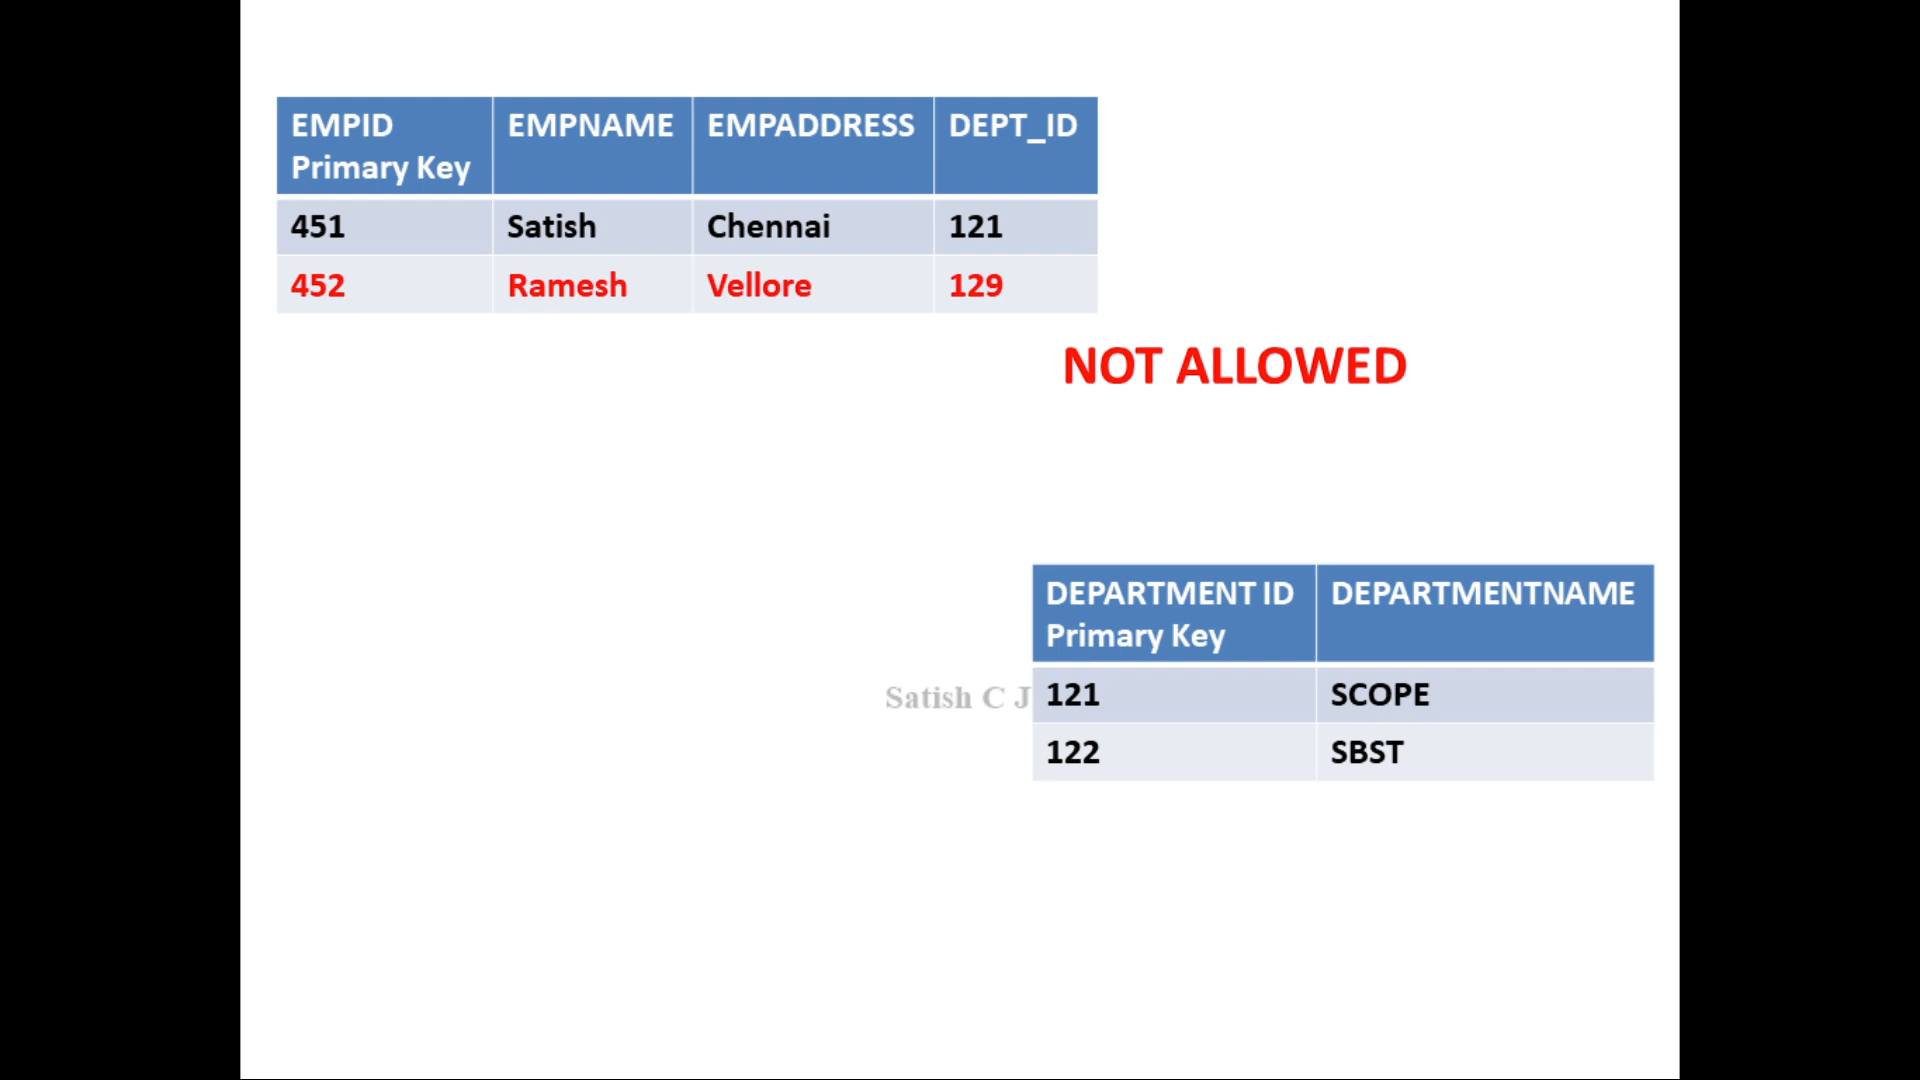 EMPID EMPNAME EMPADDRESS DEPT_ID
Primary Key
451 Satish Chennai 121
452 Ramesh Vellore 129
NOT ALLOWED
DEPARTMENT ID DEPARTMENTNAME
Primary Key
Satish C J 121 SCOPE
122 SBST